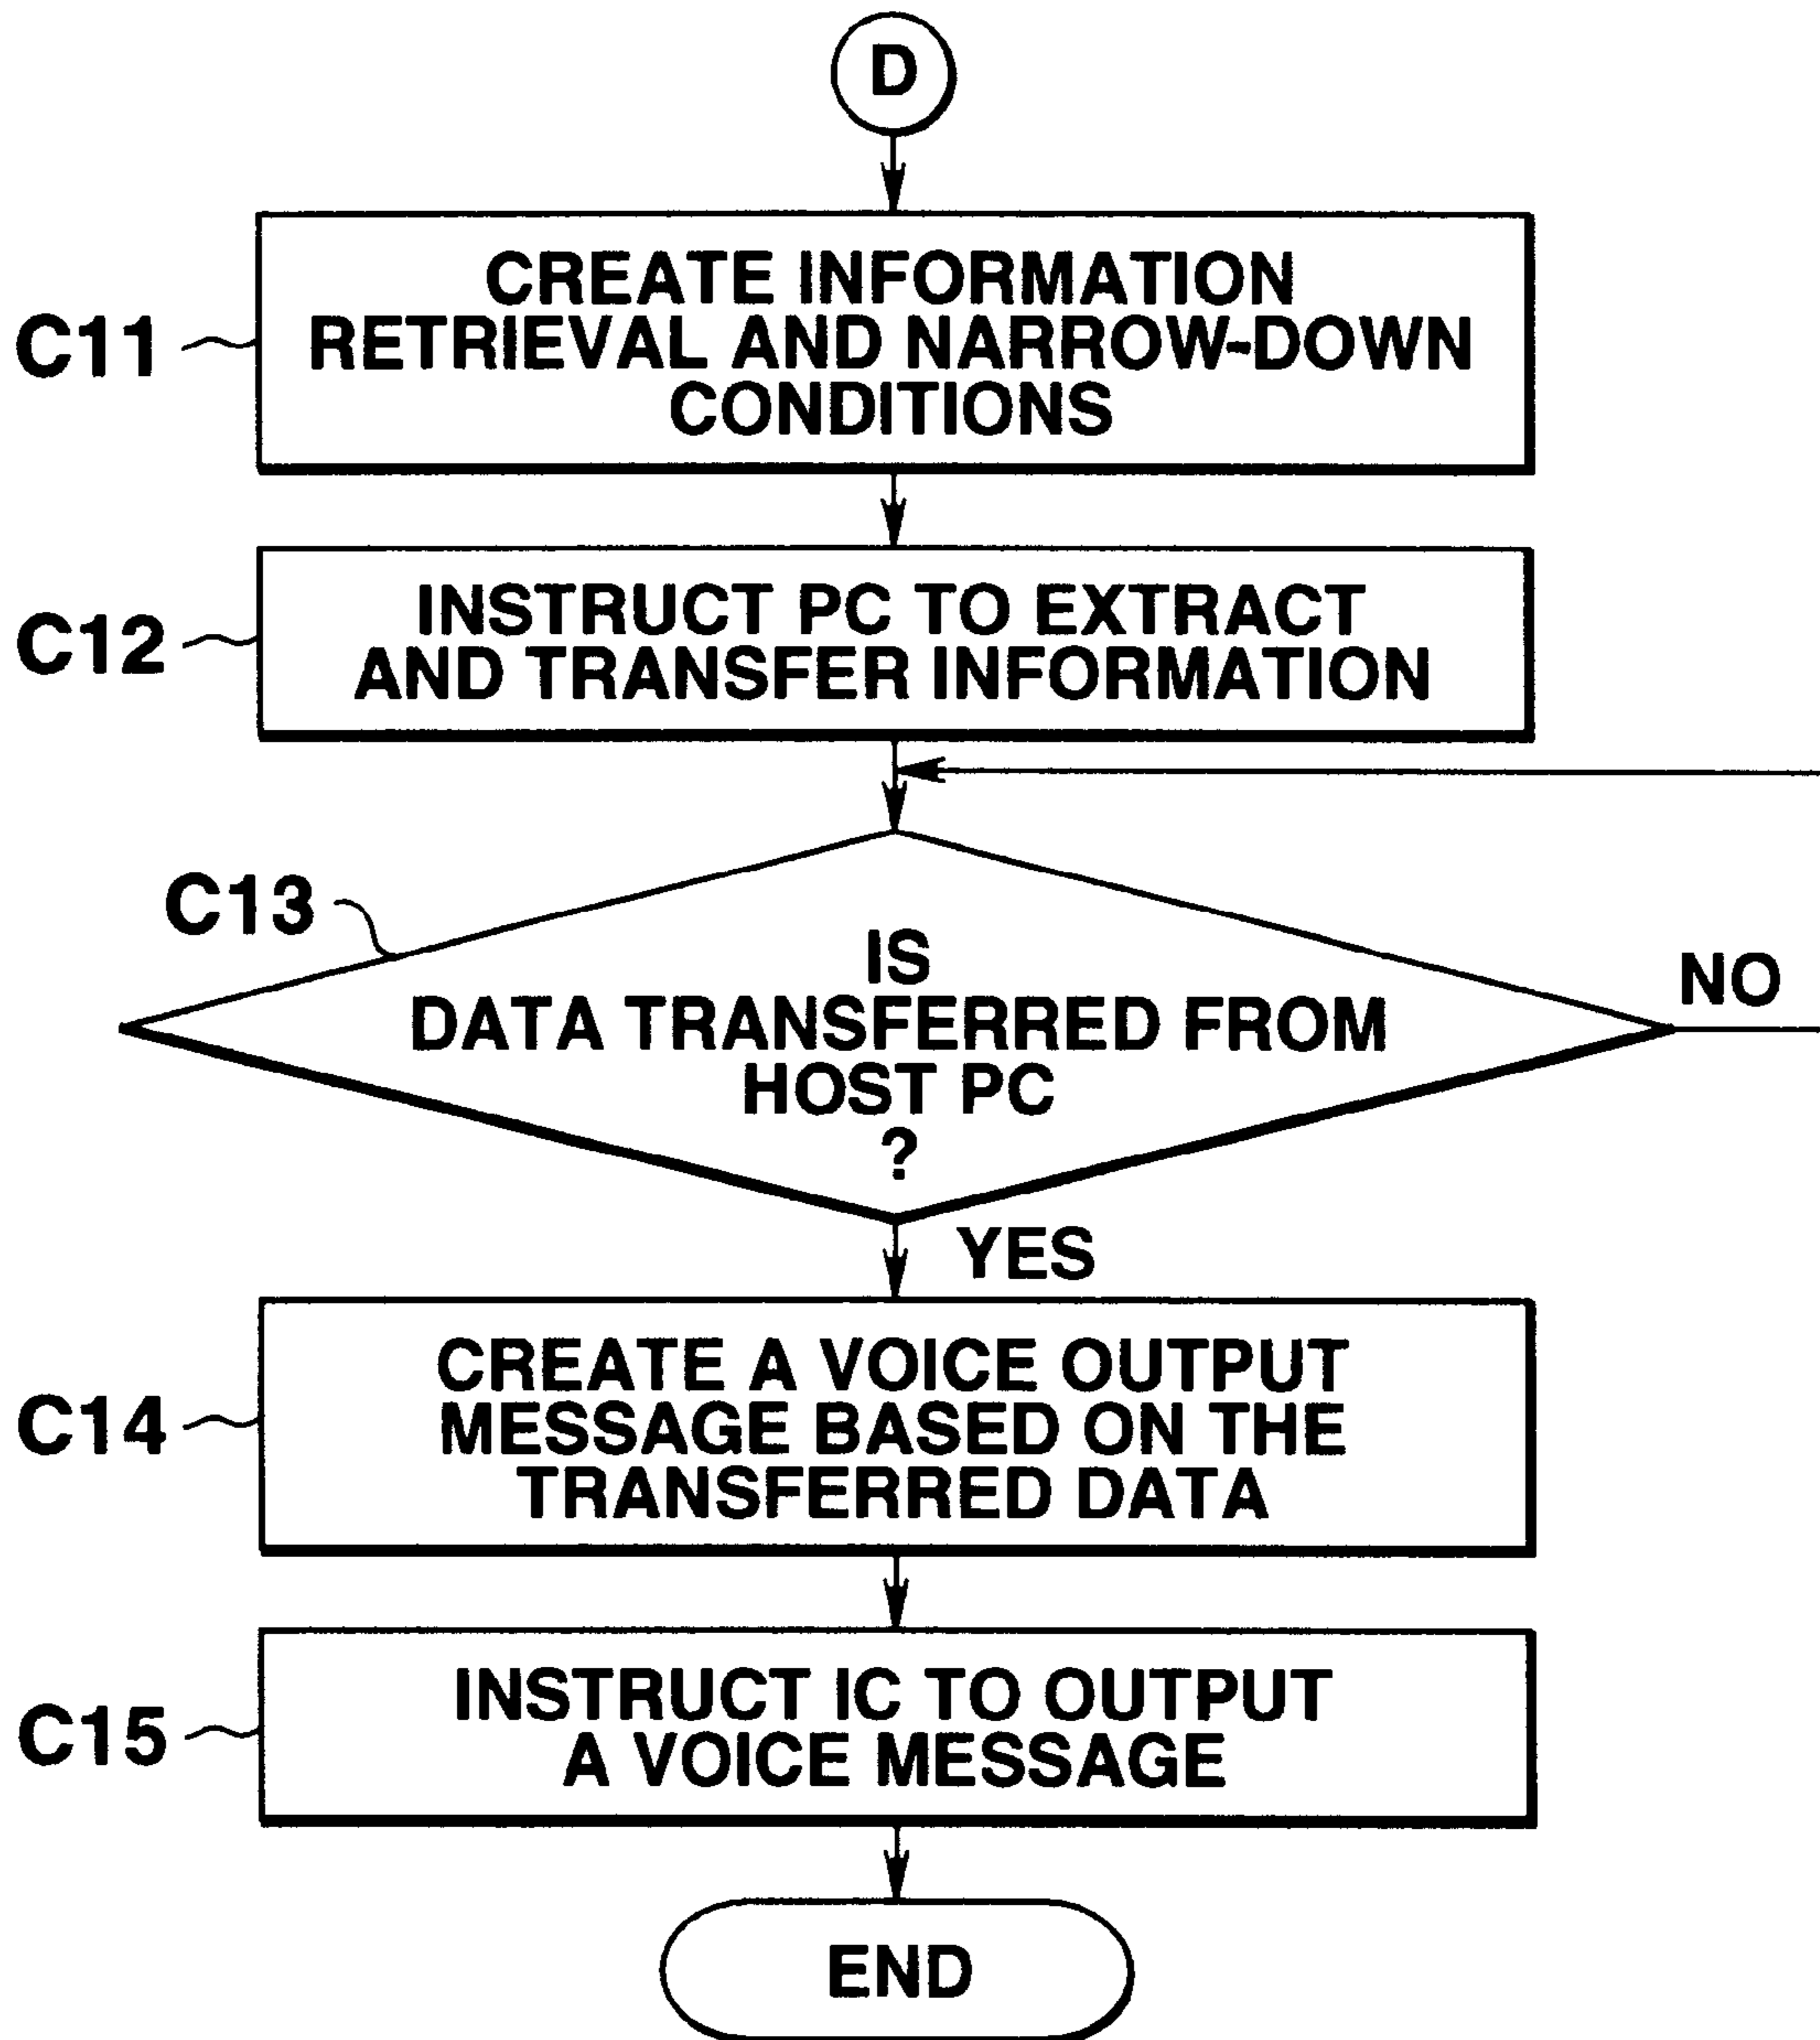 D
CREATE INFORMATION
C11 RETRIEVAL AND NARROW-DOWN
CONDITIONS
INSTRUCT PC TO EXTRACT
C12
AND TRANSFER INFORMATION
C13
IS
NO
DATA TRANSFERRED FROM
HOST PC
?
YES
CREATE A VOICE OUTPUT
C14 MESSAGE BASED ON THE
TRANSFERRED DATA
INSTRUCT IC TO OUTPUT
C15
A VOICE MESSAGE
END